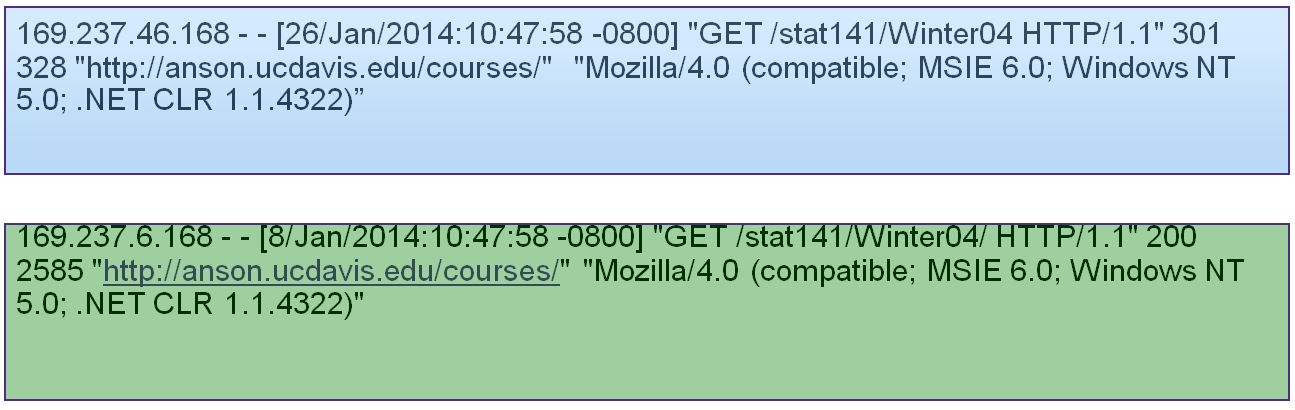 169.237.46.168 - - [26/Jan/2014:10:47:58 -0800] "GET /stat141/Winter04 HTTP/1.1" 301
328 "http://anson.ucdavis.edu/courses/"  "Mozilla/4.0 (compatible; MSIE 6.0; Windows NT
5.0; .NET CLR 1.1.4322)”
169.237.6.168 - - [8/Jan/2014:10:47:58 -0800] "GET /stat141/Winter04/ HTTP/1.1" 200
2585 "http://anson.ucdavis.edu/courses/" "Mozilla/4.0 (compatible; MSIE 6.0; Windows NT
5.0; .NET CLR 1.1.4322)"